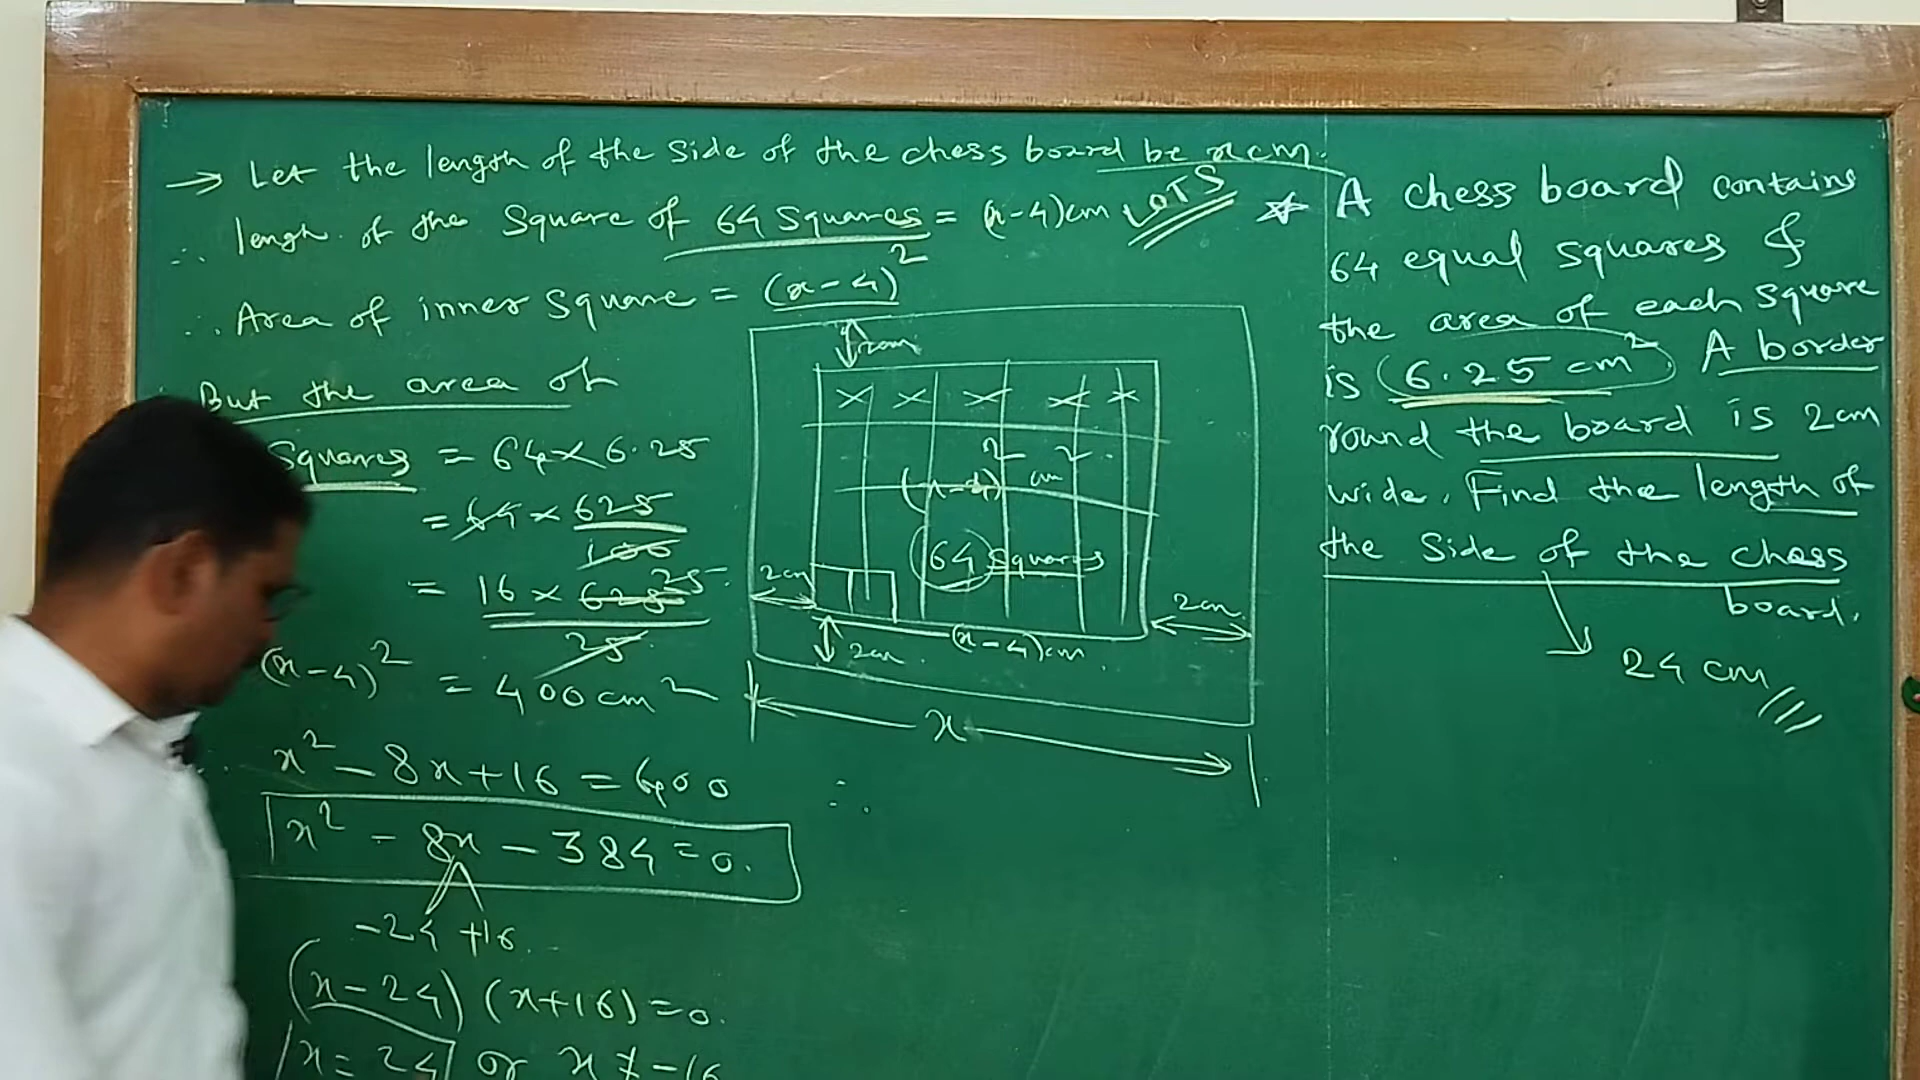 → Let the length of the side of the chess board be x cm.
∴ length of the square of 64 squares = (x-4)cm LOTS
∴ Area of inner square = (x-4)²
But the area of
squares = 64×6.25
= 64 × 625
100
= 16 × 625 25
25
(x-4)² = 400 cm²
x² - 8x + 16 = 400
x² - 8x - 384 = 0.
-24 +16
(x-24) (x+16) = 0.
x = 24 or x ≠ -16
2cm
(x-4)² cm²
64 squares
2cm
2cm
2cm
(x-4)cm
x
∴
☆ A chess board contains
64 equal squares &
the area of each square
is 6.25 cm² A border
round the board is 2cm
wide. Find the length of
the side of the chess
board.
24 cm